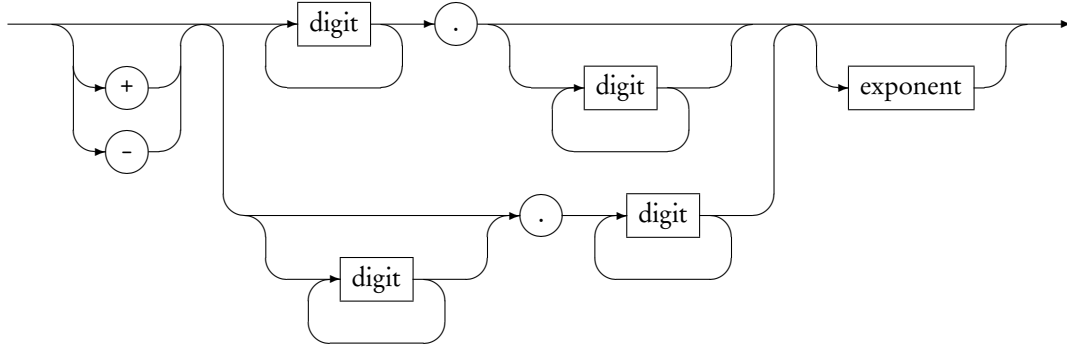 digit .
+ digit exponent
-
. digit
digit